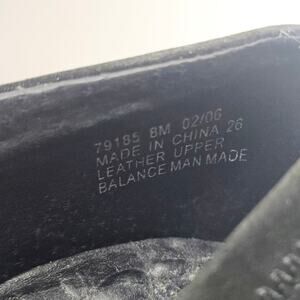 79185 8M 02/06
MADE IN CHINA 26
LEATHER UPPER
BALANCE MAN MADE